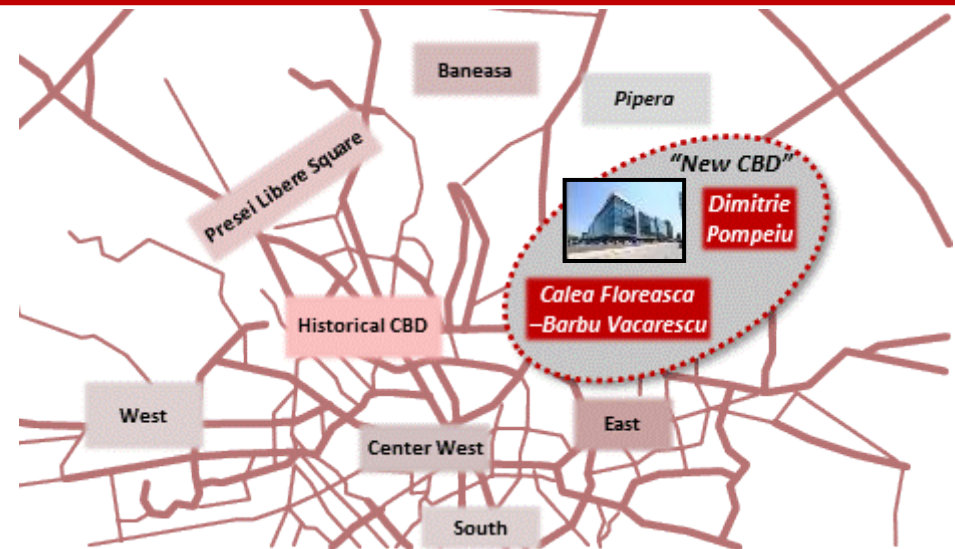 Baneasa
Pipera
Presei Libere Square
“New CBD”
Dimitrie
Pompeiu
Calea Floreasca
–Barbu Vacarescu
Historical CBD
West
East
Center West
South